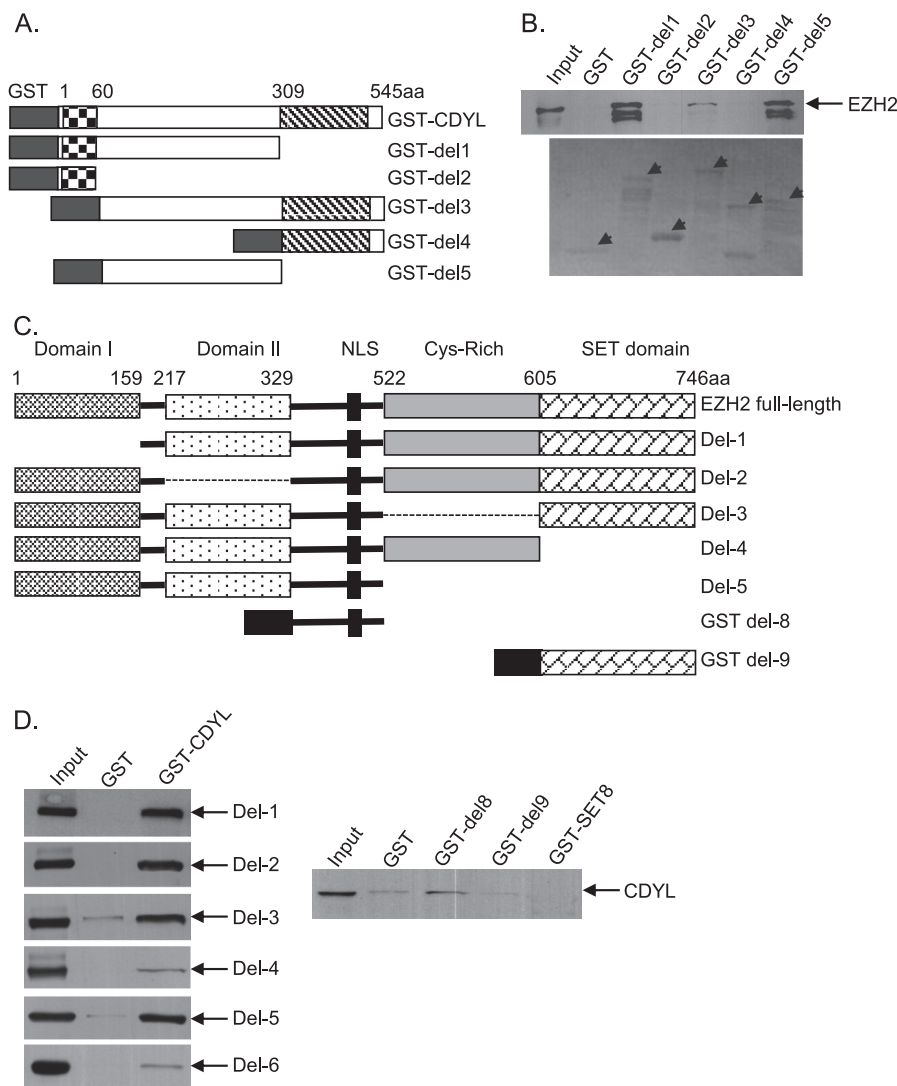 A.
GST 1 60 309 545aa
GST-CDYL
GST-del1
GST-del2
GST-del3
GST-del4
GST-del5
B.
Input GST GST-del1 GST-del2 GST-del3 GST-del4 GST-del5
EZH2
C.
Domain I Domain II NLS Cys-Rich SET domain
1 159 217 329 522 605 746aa
EZH2 full-length
Del-1
Del-2
Del-3
Del-4
Del-5
GST del-8
GST del-9
D.
Input GST GST-CDYL
Del-1
Del-2
Del-3
Del-4
Del-5
Del-6
Input GST GST-del8 GST-del9 GST-SET8
CDYL